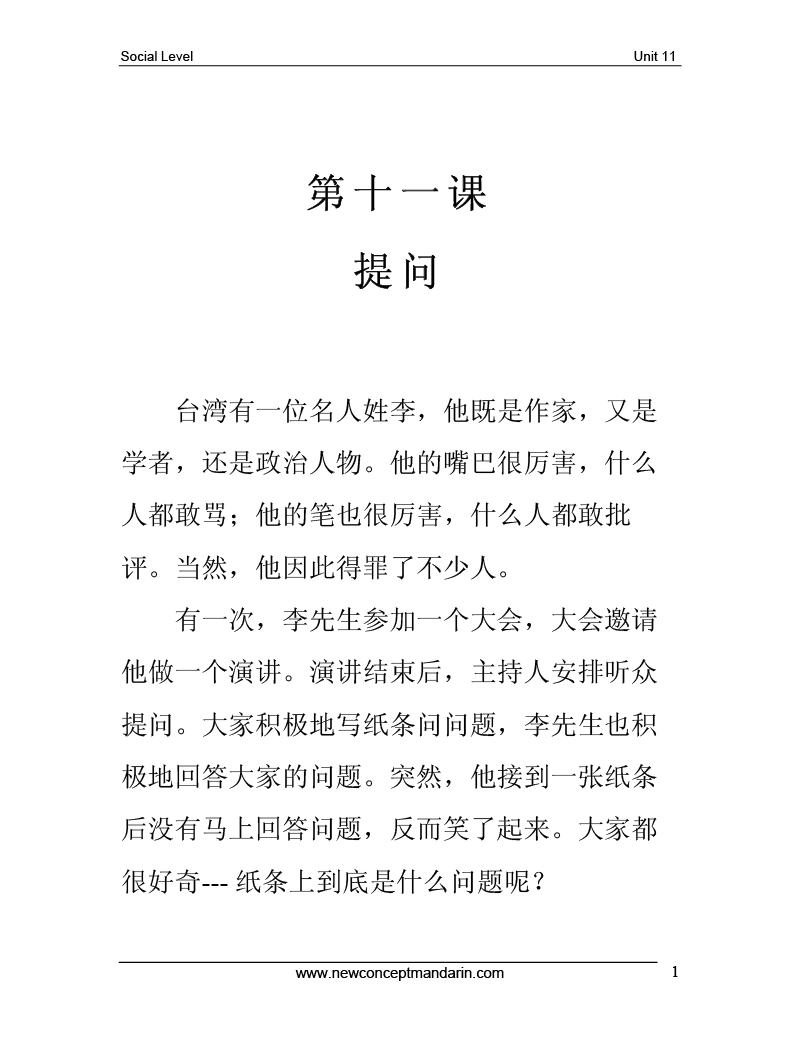 Social Level Unit 11
第十一课
提问
台湾有一位名人姓李，他既是作家，又是
学者，还是政治人物。他的嘴巴很厉害，什么
人都敢骂；他的笔也很厉害，什么人都敢批
评。当然，他因此得罪了不少人。
有一次，李先生参加一个大会，大会邀请
他做一个演讲。演讲结束后，主持人安排听众
提问。大家积极地写纸条问问题，李先生也积
极地回答大家的问题。突然，他接到一张纸条
后没有马上回答问题，反而笑了起来。大家都
很好奇--- 纸条上到底是什么问题呢？
www.newconceptmandarin.com 1